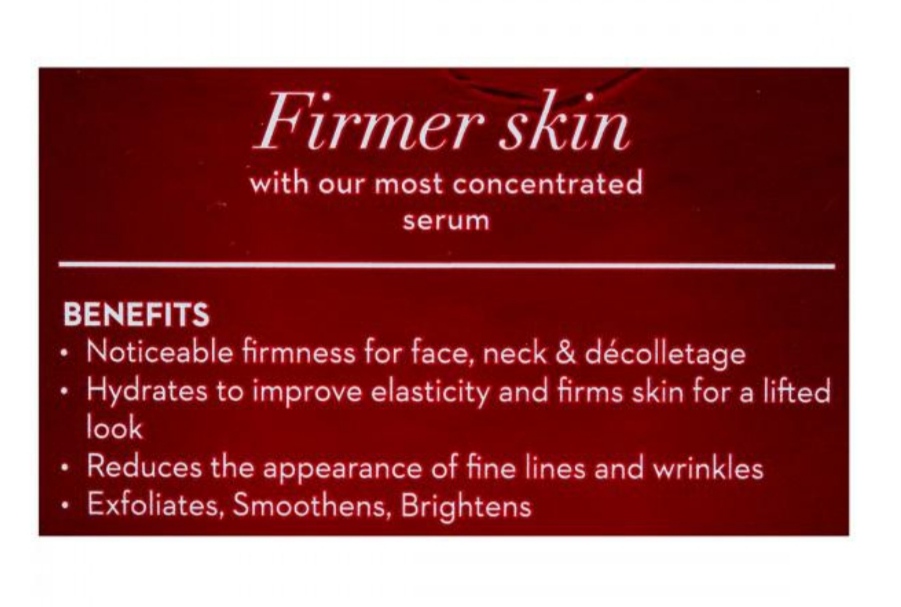 Firmer skin
with our most concentrated
serum
BENEFITS
• Noticeable firmness for face, neck & décolletage
• Hydrates to improve elasticity and firms skin for a lifted
look
• Reduces the appearance of fine lines and wrinkles
• Exfoliates, Smoothens, Brightens